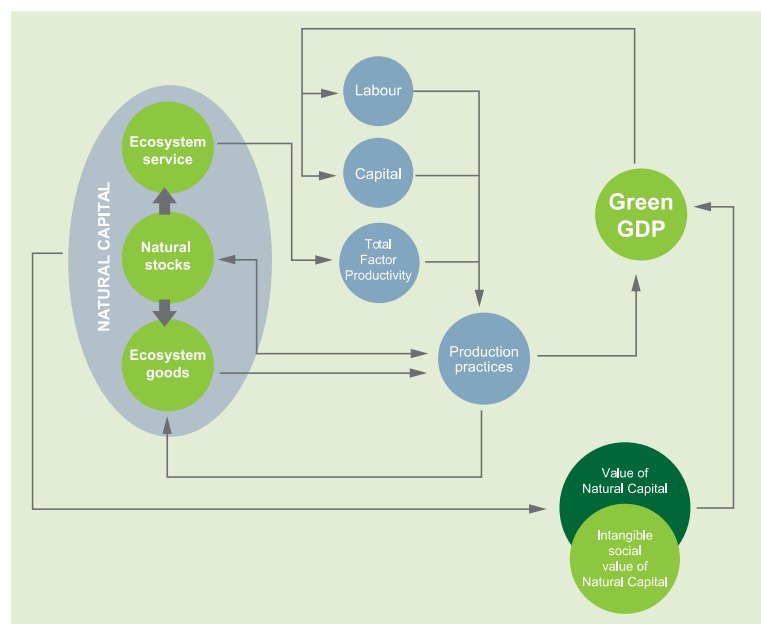 NATURAL CAPITAL
Ecosystem
service
Natural
stocks
Ecosystem
goods
Labour
Capital
Total
Factor
Productivity
Production
practices
Green
GDP
Value of
Natural Capital
Intangible
social
value of
Natural Capital